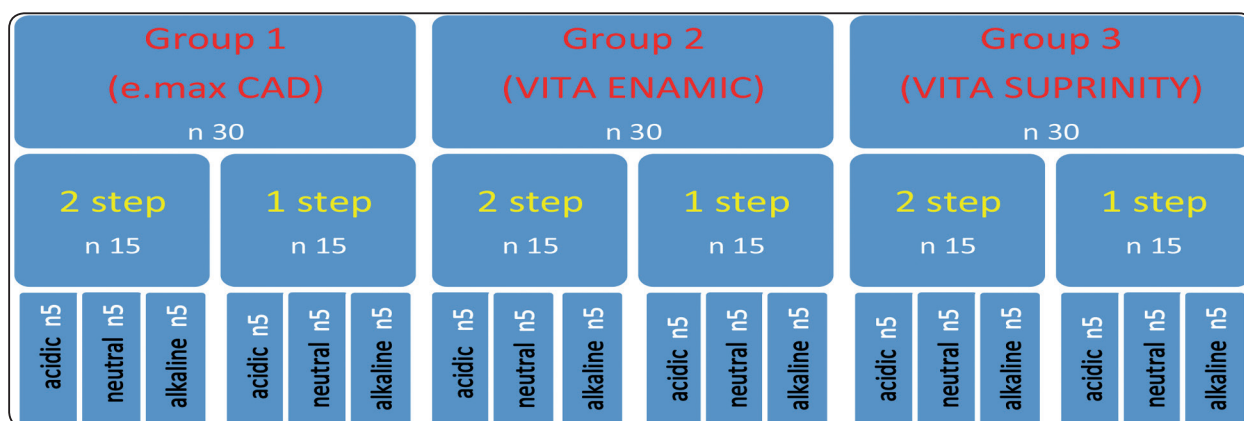 Group 1
(e.max CAD)
n 30
Group 2
(VITA ENAMIC)
n 30
Group 3
(VITA SUPRINITY)
n 30
2 step
n 15
1 step
n 15
2 step
n 15
1 step
n 15
2 step
n 15
1 step
n 15
acidic n5
neutral n5
alkaline n5
acidic n5
neutral n5
alkaline n5
acidic n5
neutral n5
alkaline n5
acidic n5
neutral n5
alkaline n5
acidic n5
neutral n5
alkaline n5
acidic n5
neutral n5
alkaline n5